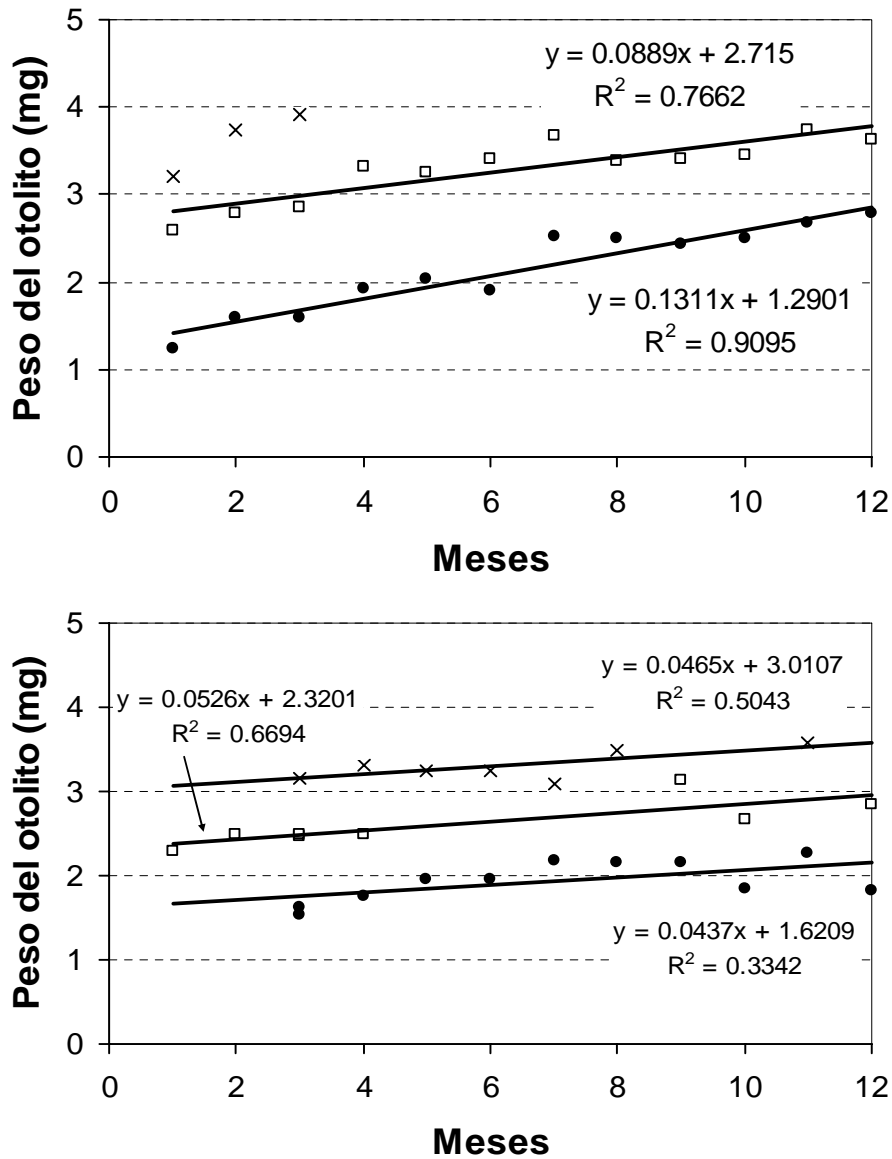 5
4
3
2
1
0
Peso del otolito (mg)
y = 0.0889x + 2.715
R² = 0.7662
y = 0.1311x + 1.2901
R² = 0.9095
0 2 4 6 8 10 12
Meses
5
4
3
2
1
0
Peso del otolito (mg)
y = 0.0526x + 2.3201
R² = 0.6694
y = 0.0465x + 3.0107
R² = 0.5043
y = 0.0437x + 1.6209
R² = 0.3342
0 2 4 6 8 10 12
Meses